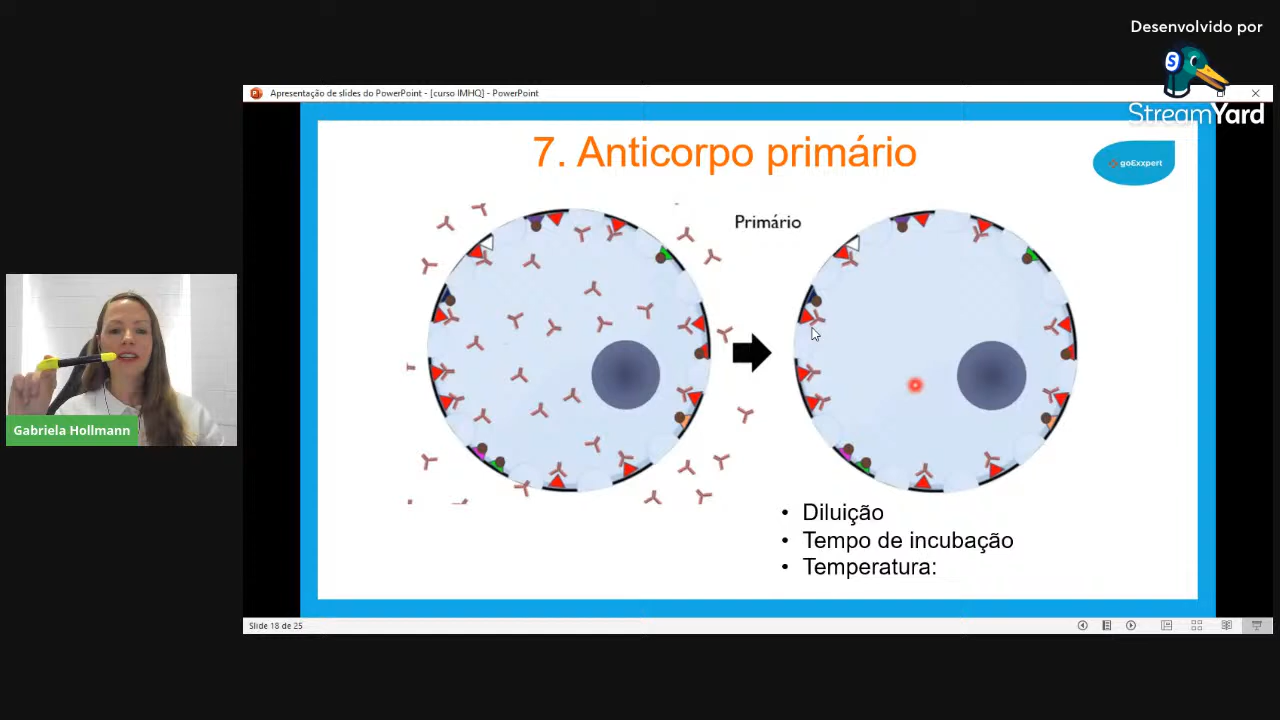 Desenvolvido por
StreamYard
Apresentação de slides do PowerPoint - [curso IMHQ] - PowerPoint
7. Anticorpo primário
goExxpert
Primário
Gabriela Hollmann
• Diluição
• Tempo de incubação
• Temperatura:
Slide 18 de 25